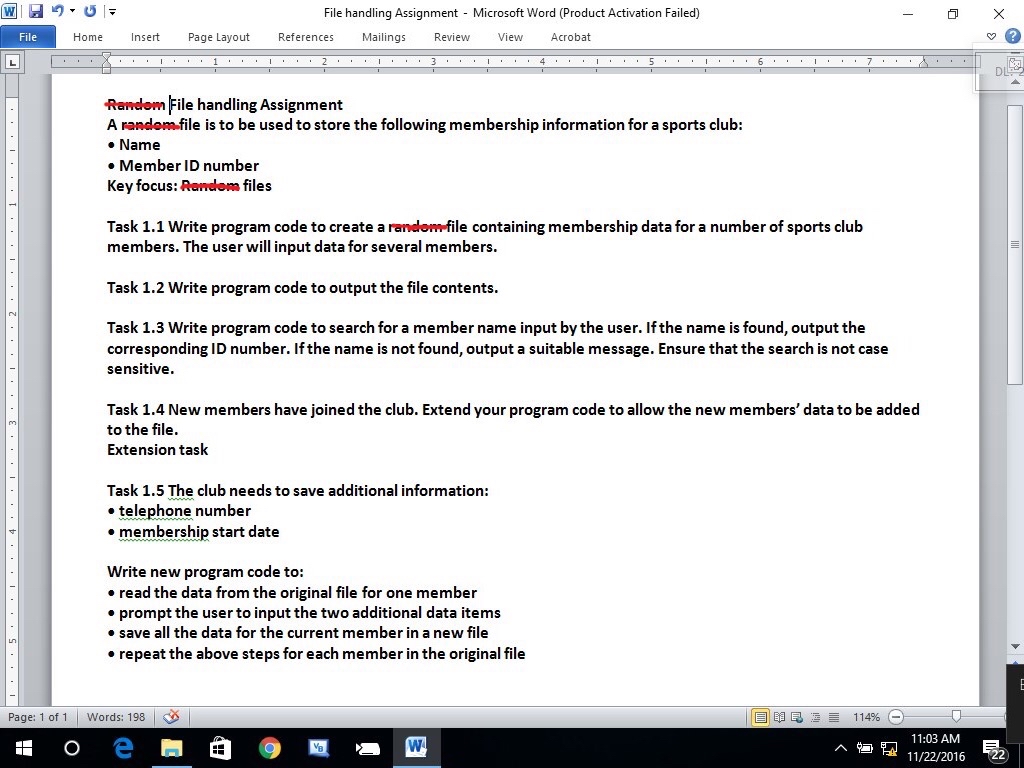 File handling Assignment - Microsoft Word (Product Activation Failed)
File Home Insert Page Layout References Mailings Review View Acrobat
1 2 3 4 5 6 7
Random File handling Assignment
A random file is to be used to store the following membership information for a sports club:
• Name
• Member ID number
Key focus: Random files
Task 1.1 Write program code to create a random file containing membership data for a number of sports club
members. The user will input data for several members.
Task 1.2 Write program code to output the file contents.
Task 1.3 Write program code to search for a member name input by the user. If the name is found, output the
corresponding ID number. If the name is not found, output a suitable message. Ensure that the search is not case
sensitive.
Task 1.4 New members have joined the club. Extend your program code to allow the new members’ data to be added
to the file.
Extension task
Task 1.5 The club needs to save additional information:
• telephone number
• membership start date
Write new program code to:
• read the data from the original file for one member
• prompt the user to input the two additional data items
• save all the data for the current member in a new file
• repeat the above steps for each member in the original file
1
2
3
4
5
Page: 1 of 1 Words: 198 114%
11:03 AM
11/22/2016
22